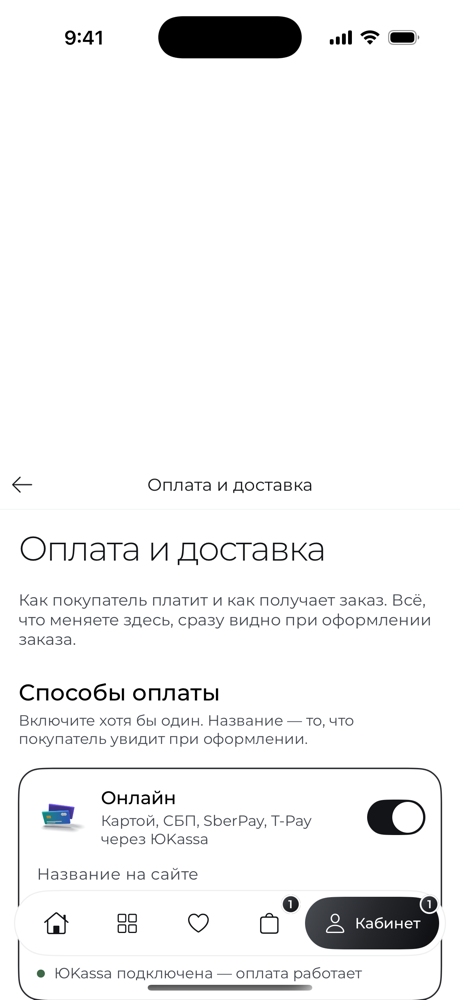 9:41
Оплата и доставка
Оплата и доставка
Как покупатель платит и как получает заказ. Всё,
что меняете здесь, сразу видно при оформлении
заказа.
Способы оплаты
Включите хотя бы один. Название — то, что
покупатель увидит при оформлении.
Онлайн
Картой, СБП, SberPay, T-Pay
через ЮKassa
Название на сайте
1
1
Кабинет
ЮKassa подключена — оплата работает